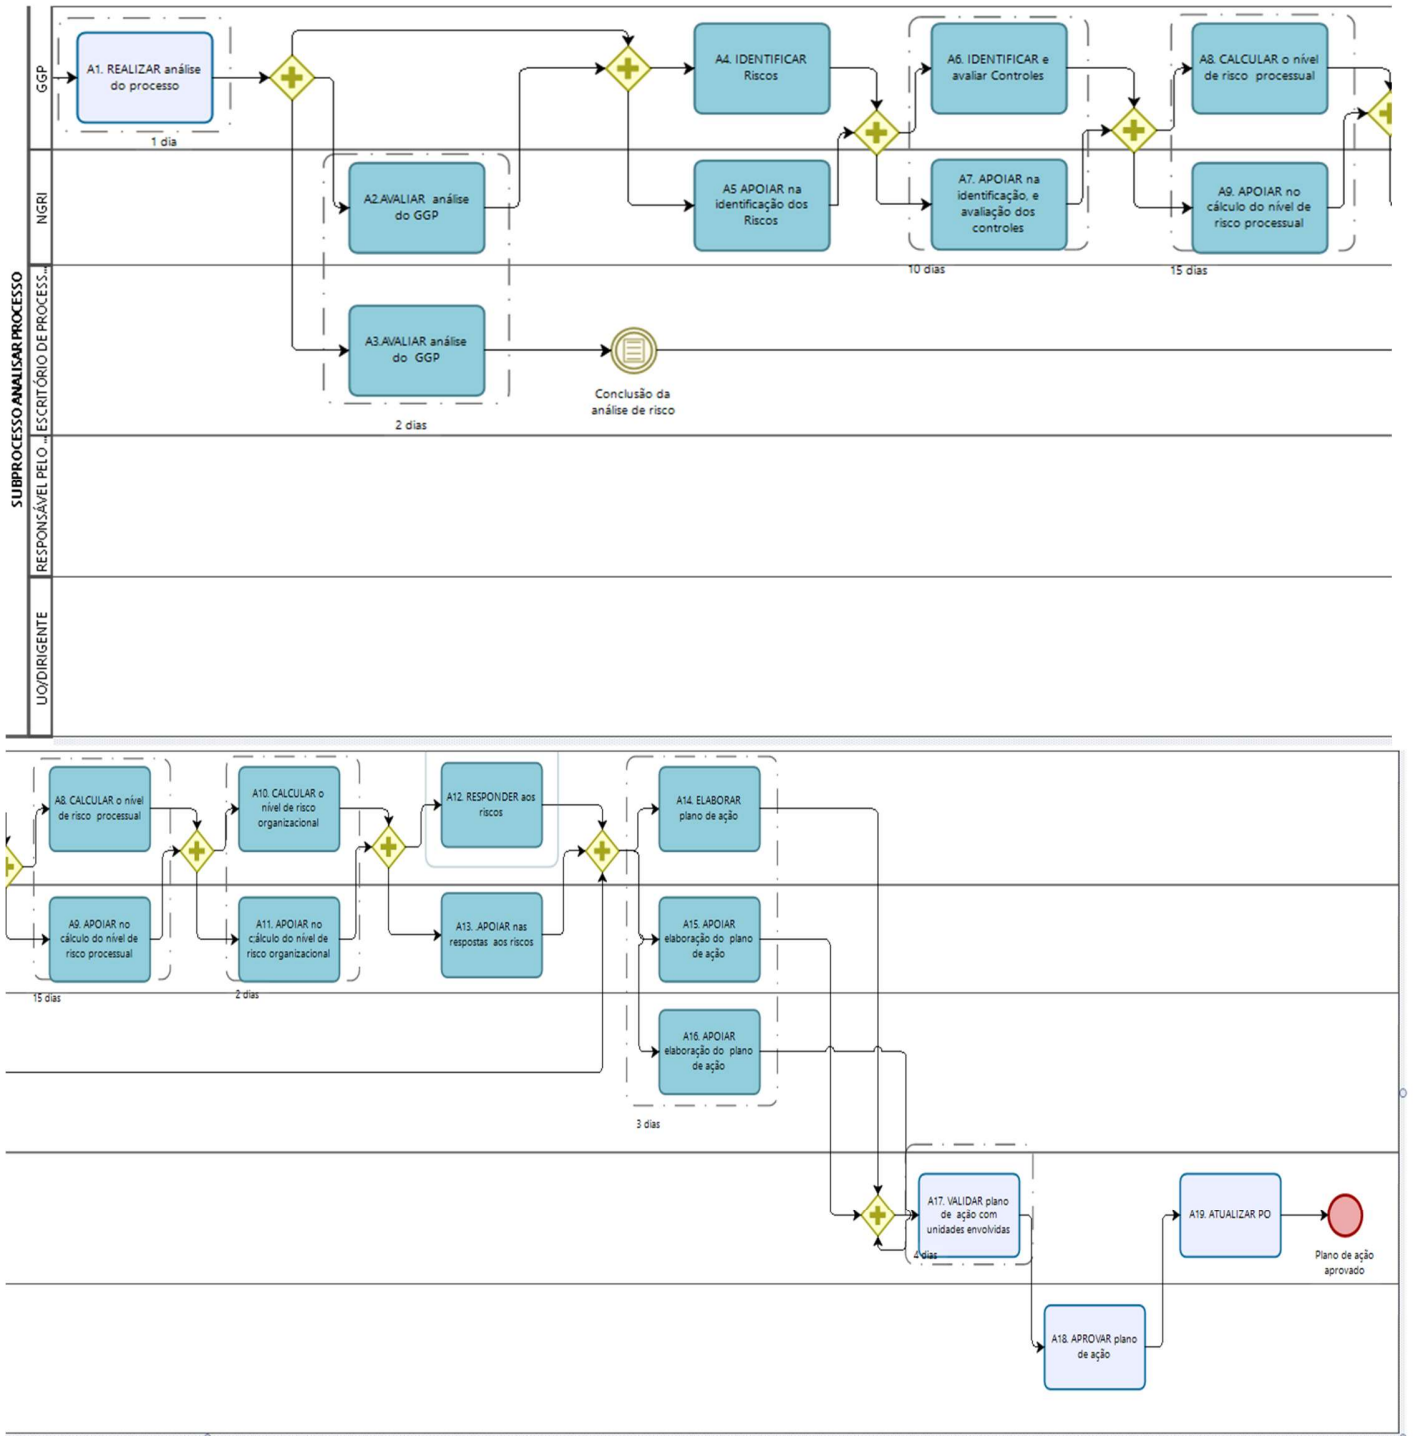 SUBPROCESSO ANALISAR PROCESSO
GGP
NGRI
ESCRITÓRIO DE PROCESS...
RESPONSÁVEL PELO ...
UO/DIRIGENTE
A1. REALIZAR análise
do processo
1 dia
A2.AVALIAR análise
do GGP
A3.AVALIAR análise
do GGP
2 dias
Conclusão da
análise de risco
A4. IDENTIFICAR
Riscos
A5 APOIAR na
identificação dos
Riscos
A6. IDENTIFICAR e
avaliar Controles
A7. APOIAR na
identificação, e
avaliação dos
controles
10 dias
A8. CALCULAR o nível
de risco processual
A9. APOIAR no
cálculo do nível de
risco processual
15 dias
A8. CALCULAR o nível
de risco processual
A9. APOIAR no
cálculo do nível de
risco processual
15 dias
A10. CALCULAR o
nível de risco
organizacional
A11. APOIAR no
cálculo do nível de
risco organizacional
2 dias
A12. RESPONDER aos
riscos
A13. .APOIAR nas
respostas aos riscos
A14. ELABORAR
plano de ação
A15. APOIAR
elaboração do plano
de ação
A16. APOIAR
elaboração do plano
de ação
3 dias
A17. VALIDAR plano
de ação com
unidades envolvidas
4 dias
A18. APROVAR plano
de ação
A19. ATUALIZAR PO
Plano de ação
aprovado